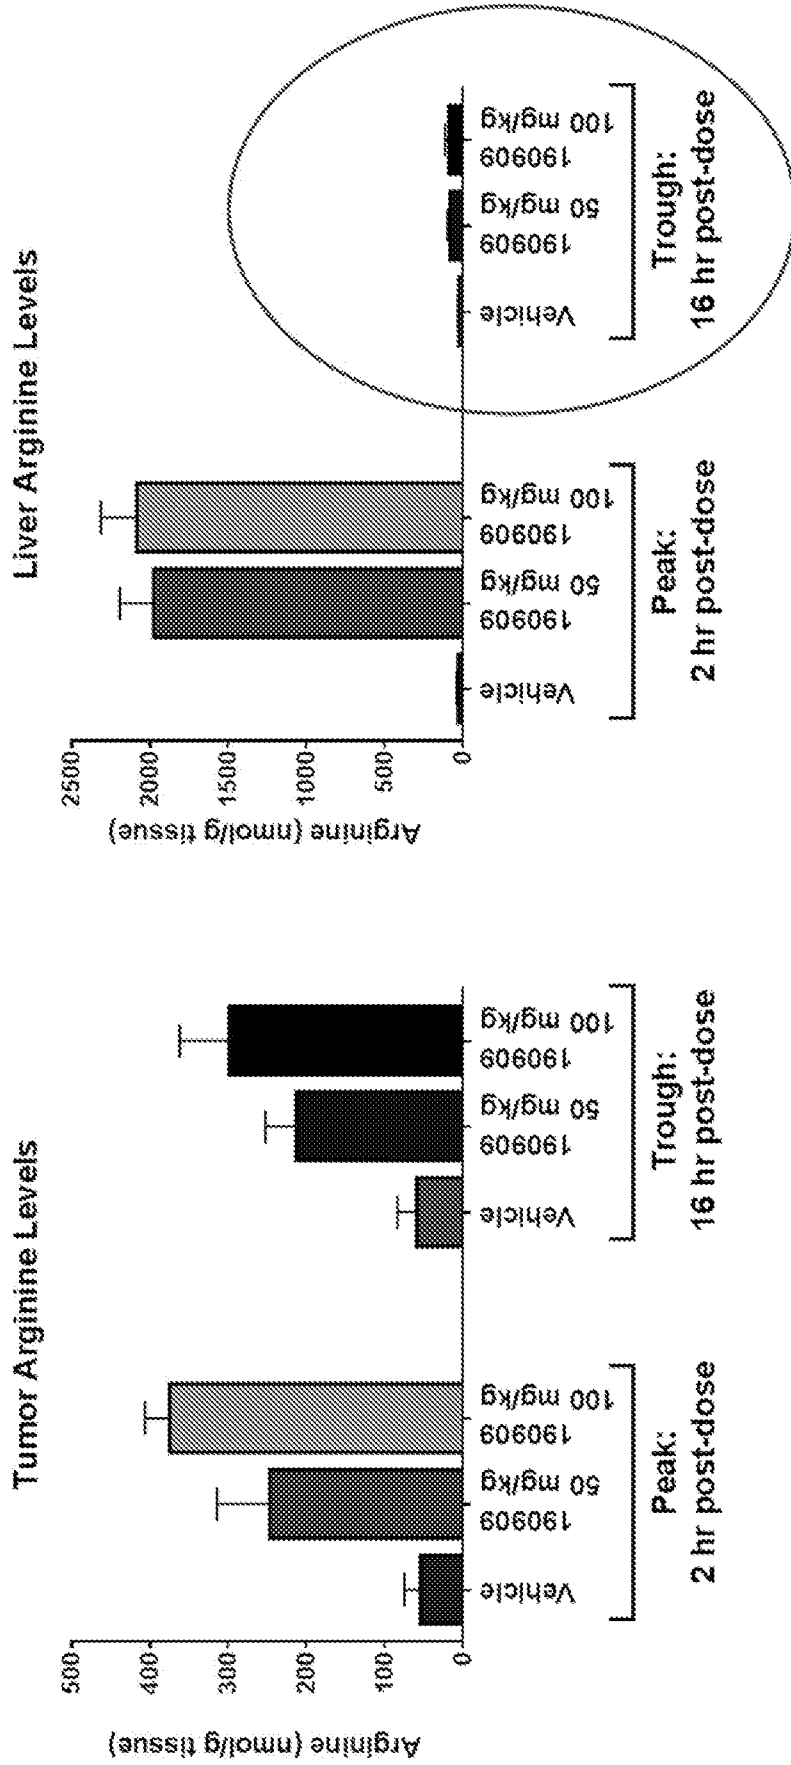 Tumor Arginine Levels
Arginine (nmol/g tissue)
500
400
300
200
100
0
Vehicle
190909
50 mg/kg
190909
100 mg/kg
Vehicle
190909
50 mg/kg
190909
100 mg/kg
Peak:
2 hr post-dose
Trough:
16 hr post-dose
Liver Arginine Levels
Arginine (nmol/g tissue)
2500
2000
1500
1000
500
0
Vehicle
190909
50 mg/kg
190909
100 mg/kg
Vehicle
190909
50 mg/kg
190909
100 mg/kg
Peak:
2 hr post-dose
Trough:
16 hr post-dose